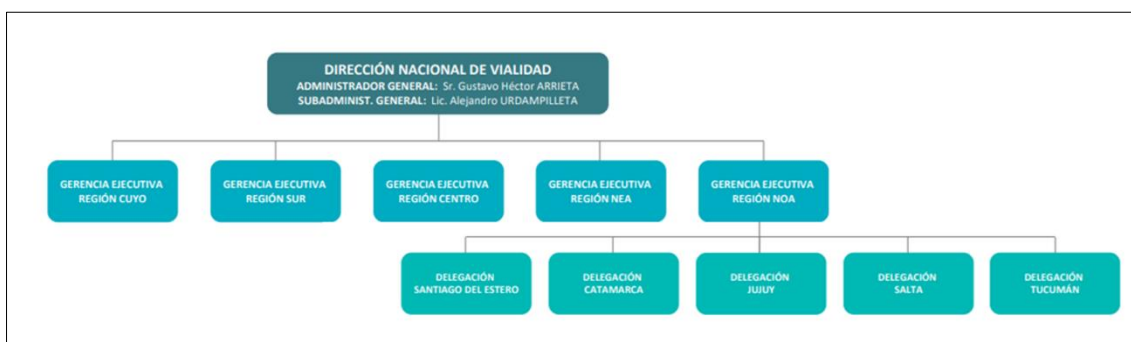 DIRECCIÓN NACIONAL DE VIALIDAD
ADMINISTRADOR GENERAL: Sr. Gustavo Héctor ARRIETA
SUBADMINIST. GENERAL: Lic. Alejandro URDAMPILLETA
GERENCIA EJECUTIVA
REGIÓN CUYO
GERENCIA EJECUTIVA
REGIÓN SUR
GERENCIA EJECUTIVA
REGIÓN CENTRO
GERENCIA EJECUTIVA
REGIÓN NEA
GERENCIA EJECUTIVA
REGIÓN NOA
DELEGACIÓN
SANTIAGO DEL ESTERO
DELEGACIÓN
CATAMARCA
DELEGACIÓN
JUJUY
DELEGACIÓN
SALTA
DELEGACIÓN
TUCUMÁN